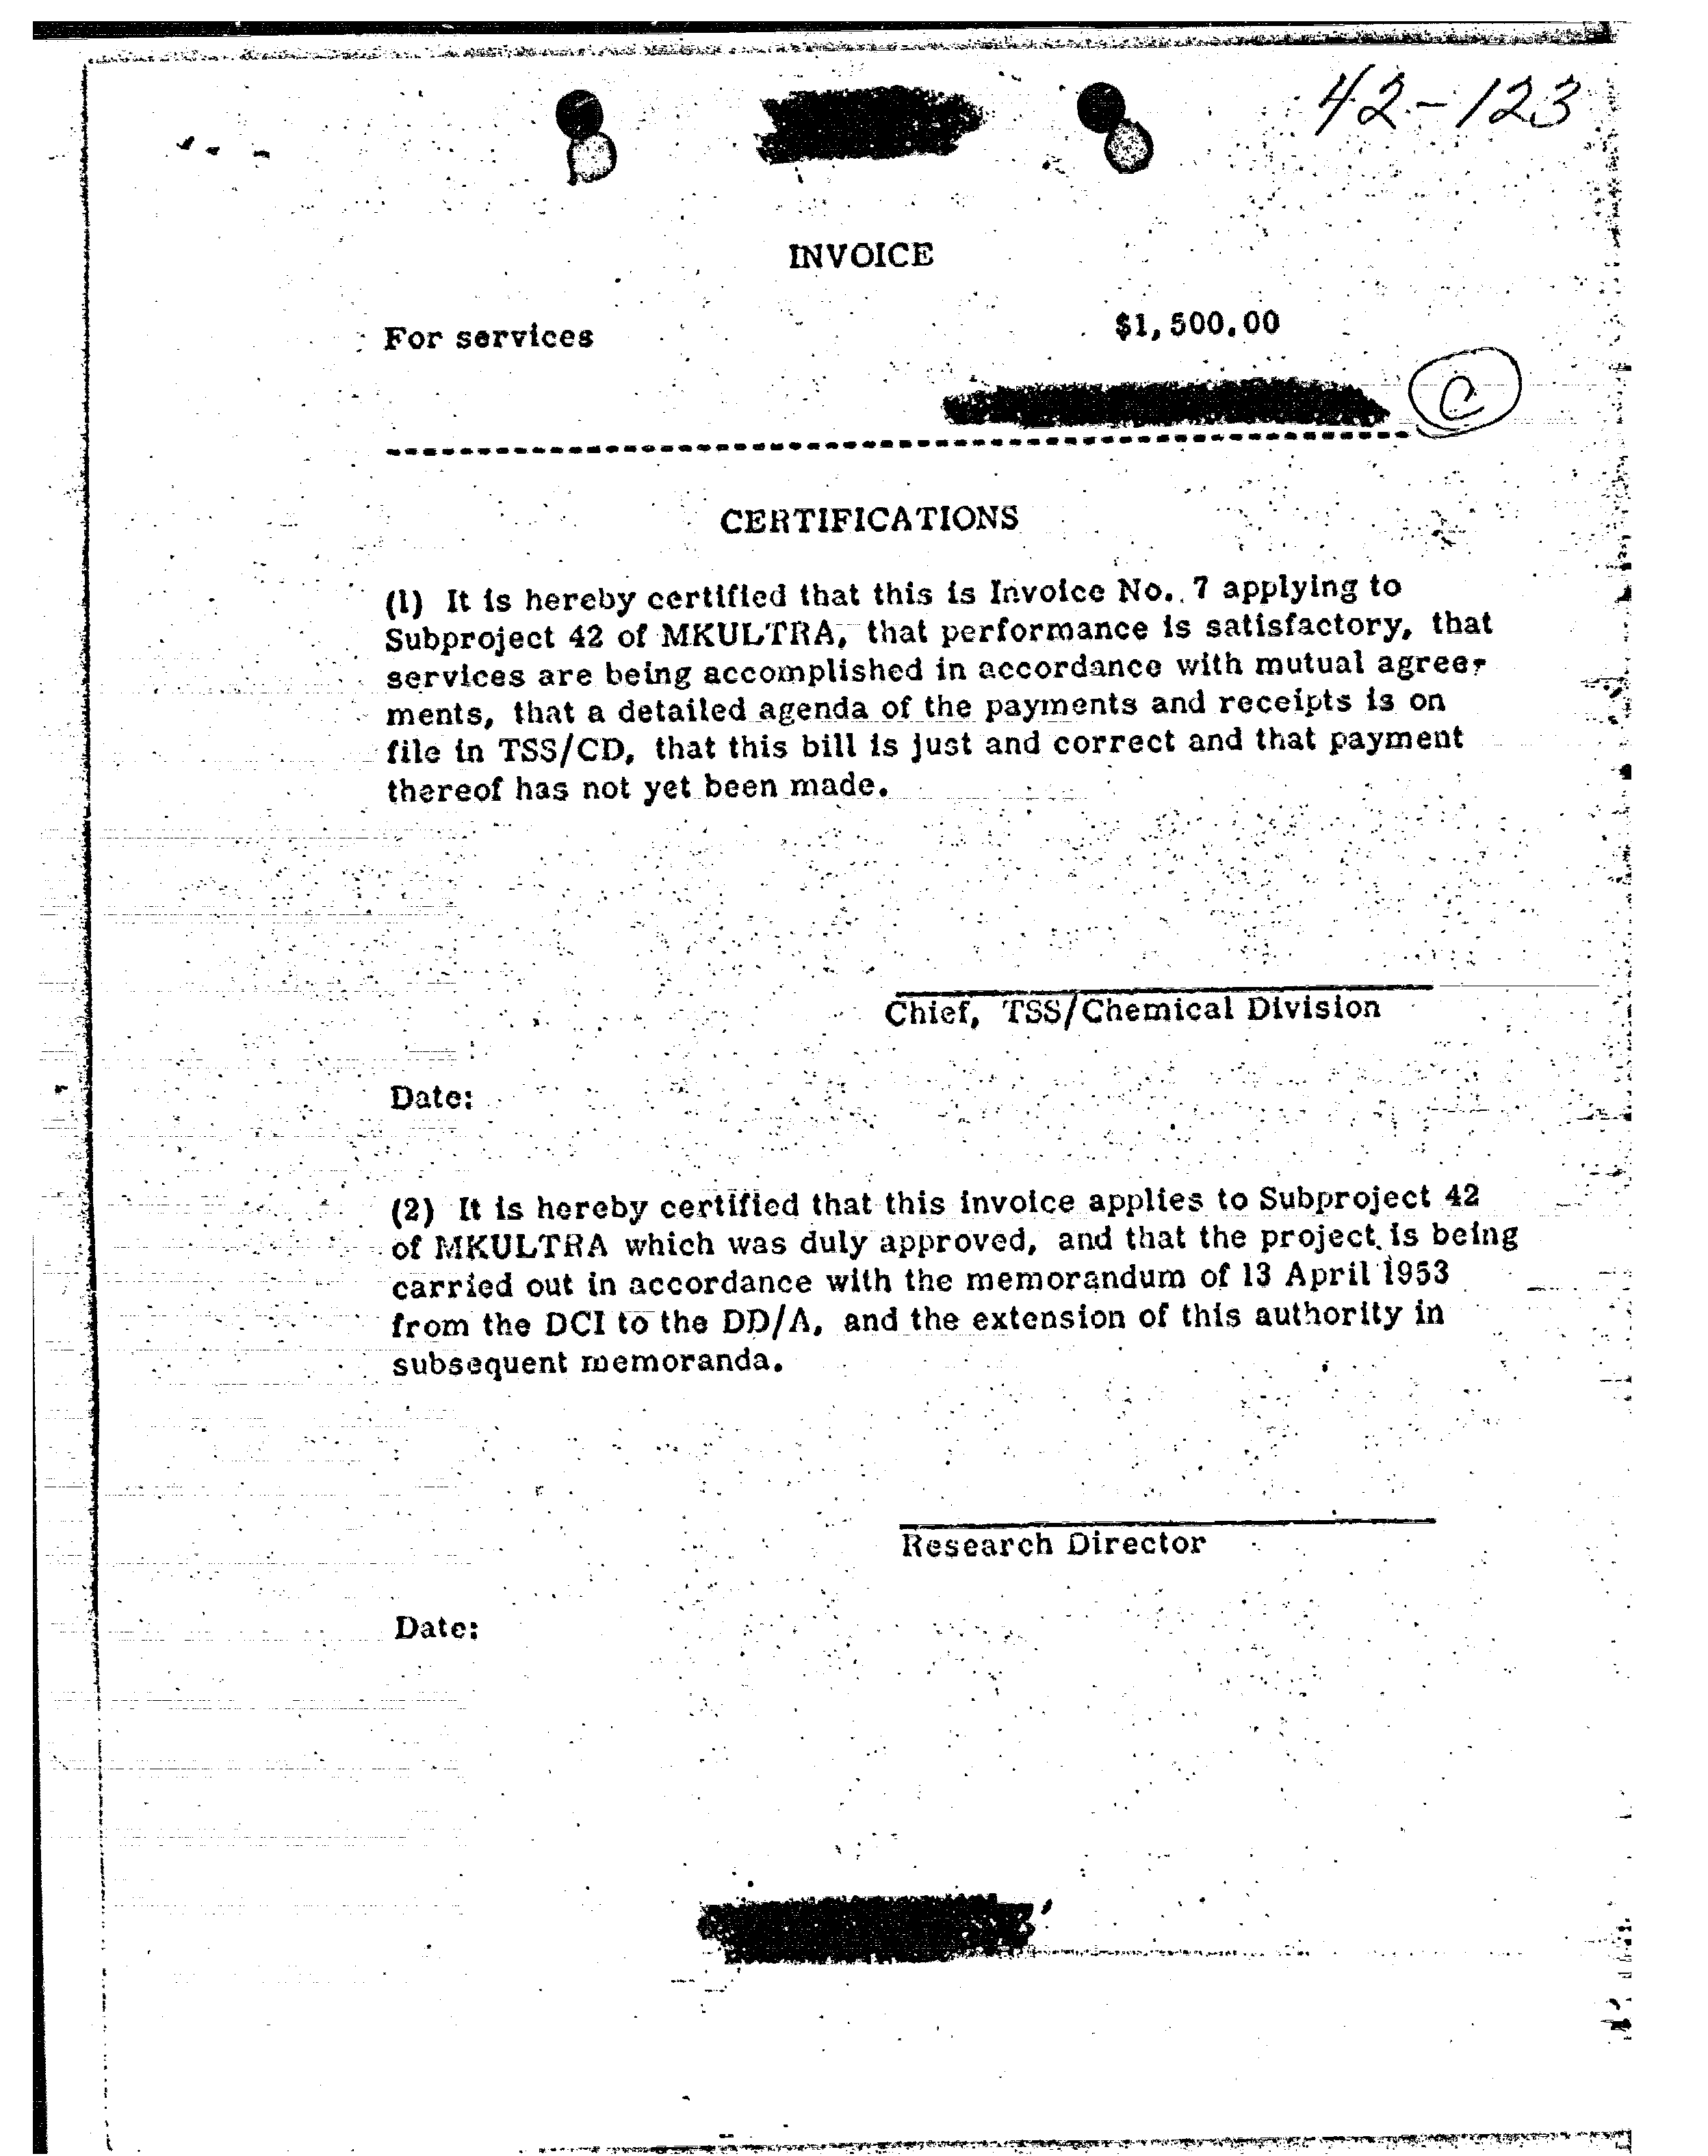 42-123
INVOICE
For services $1,500.00
C
CERTIFICATIONS
(1) It is hereby certified that this is Invoice No. 7 applying to
Subproject 42 of MKULTRA, that performance is satisfactory, that
services are being accomplished in accordance with mutual agree-
ments, that a detailed agenda of the payments and receipts is on
file in TSS/CD, that this bill is just and correct and that payment
thereof has not yet been made.
Chief, TSS/Chemical Division
Date:
(2) It is hereby certified that this invoice applies to Subproject 42
of MKULTRA which was duly approved, and that the project is being
carried out in accordance with the memorandum of 13 April 1953
from the DCI to the DD/A, and the extension of this authority in
subsequent memoranda.
Research Director
Date: